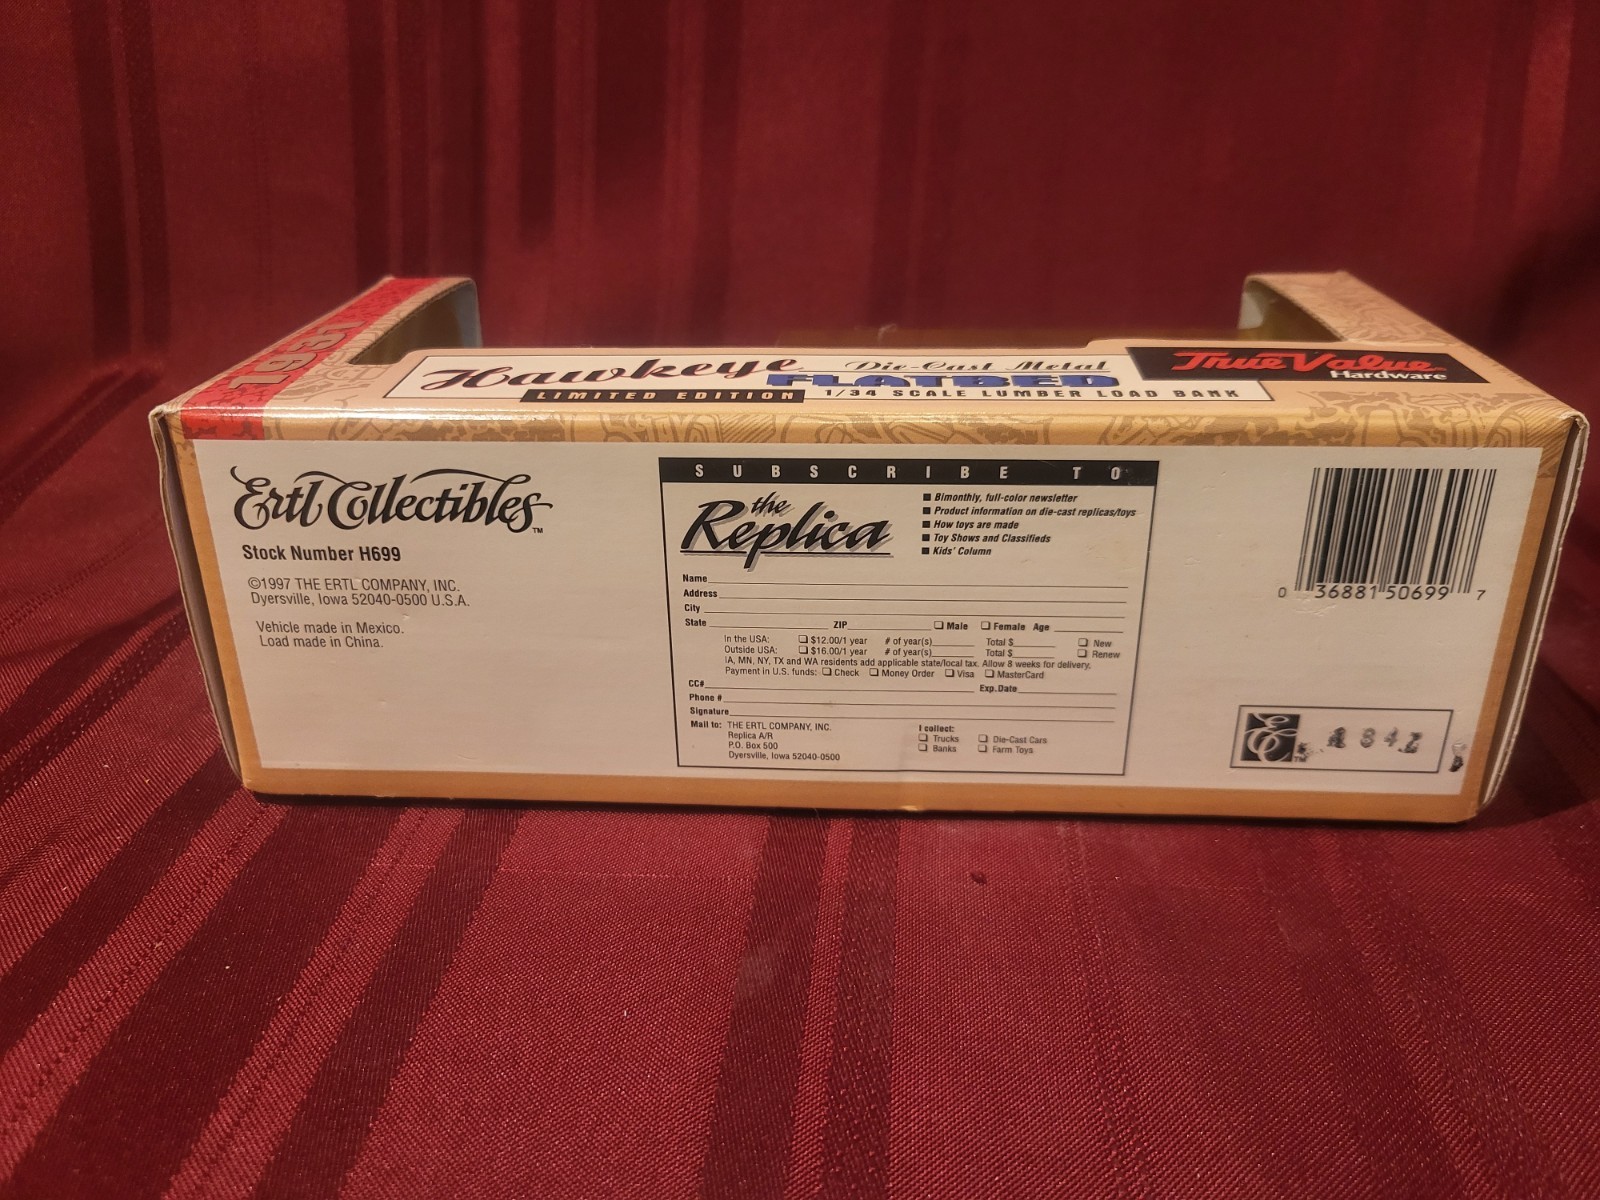 1931
Hawkeye Die-Cast Metal
FLATBED
LIMITED EDITION 1/34 SCALE LUMBER LOAD BANK
True Value
Hardware
Ertl Collectibles™
Stock Number H699
©1997 THE ERTL COMPANY, INC.
Dyersville, Iowa 52040-0500 U.S.A.
Vehicle made in Mexico.
Load made in China.
SUBSCRIBE TO
the
Replica
Bimonthly, full-color newsletter
Product information on die-cast replicas/toys
How toys are made
Toy Shows and Classifieds
Kids' Column
Name
Address
City
State ZIP Male Female Age
In the USA: $12.00/1 year # of year(s) Total $ New
Outside USA: $16.00/1 year # of year(s) Total $ Renew
IA, MN, NY, TX and WA residents add applicable state/local tax. Allow 8 weeks for delivery.
Payment in U.S. funds: Check Money Order Visa MasterCard
CC# Exp. Date
Phone #
Signature
Mail to: THE ERTL COMPANY, INC.
Replica A/R
P.O. Box 500
Dyersville, Iowa 52040-0500
I collect:
Trucks Die-Cast Cars
Banks Farm Toys
0 36881 50699 7